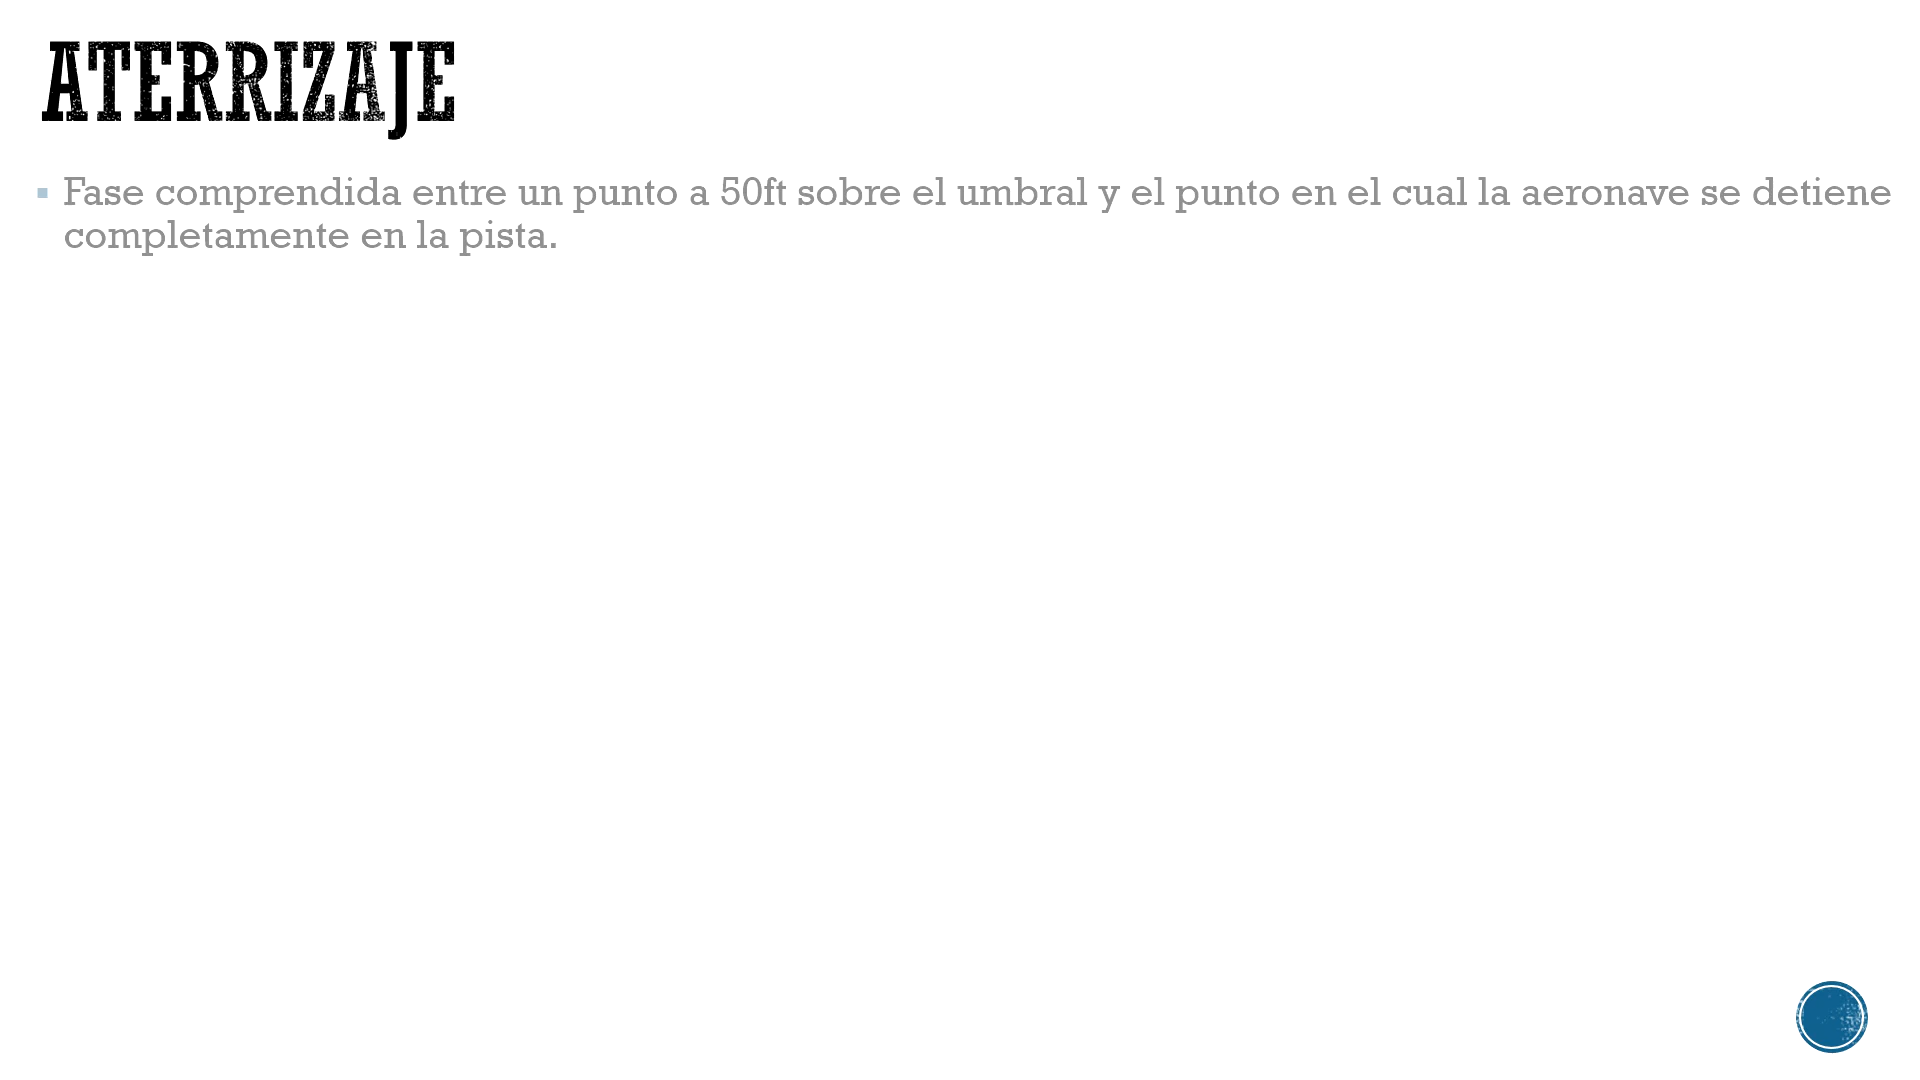 ATERRIZAJE
▪ Fase comprendida entre un punto a 50ft sobre el umbral y el punto en el cual la aeronave se detiene
completamente en la pista.